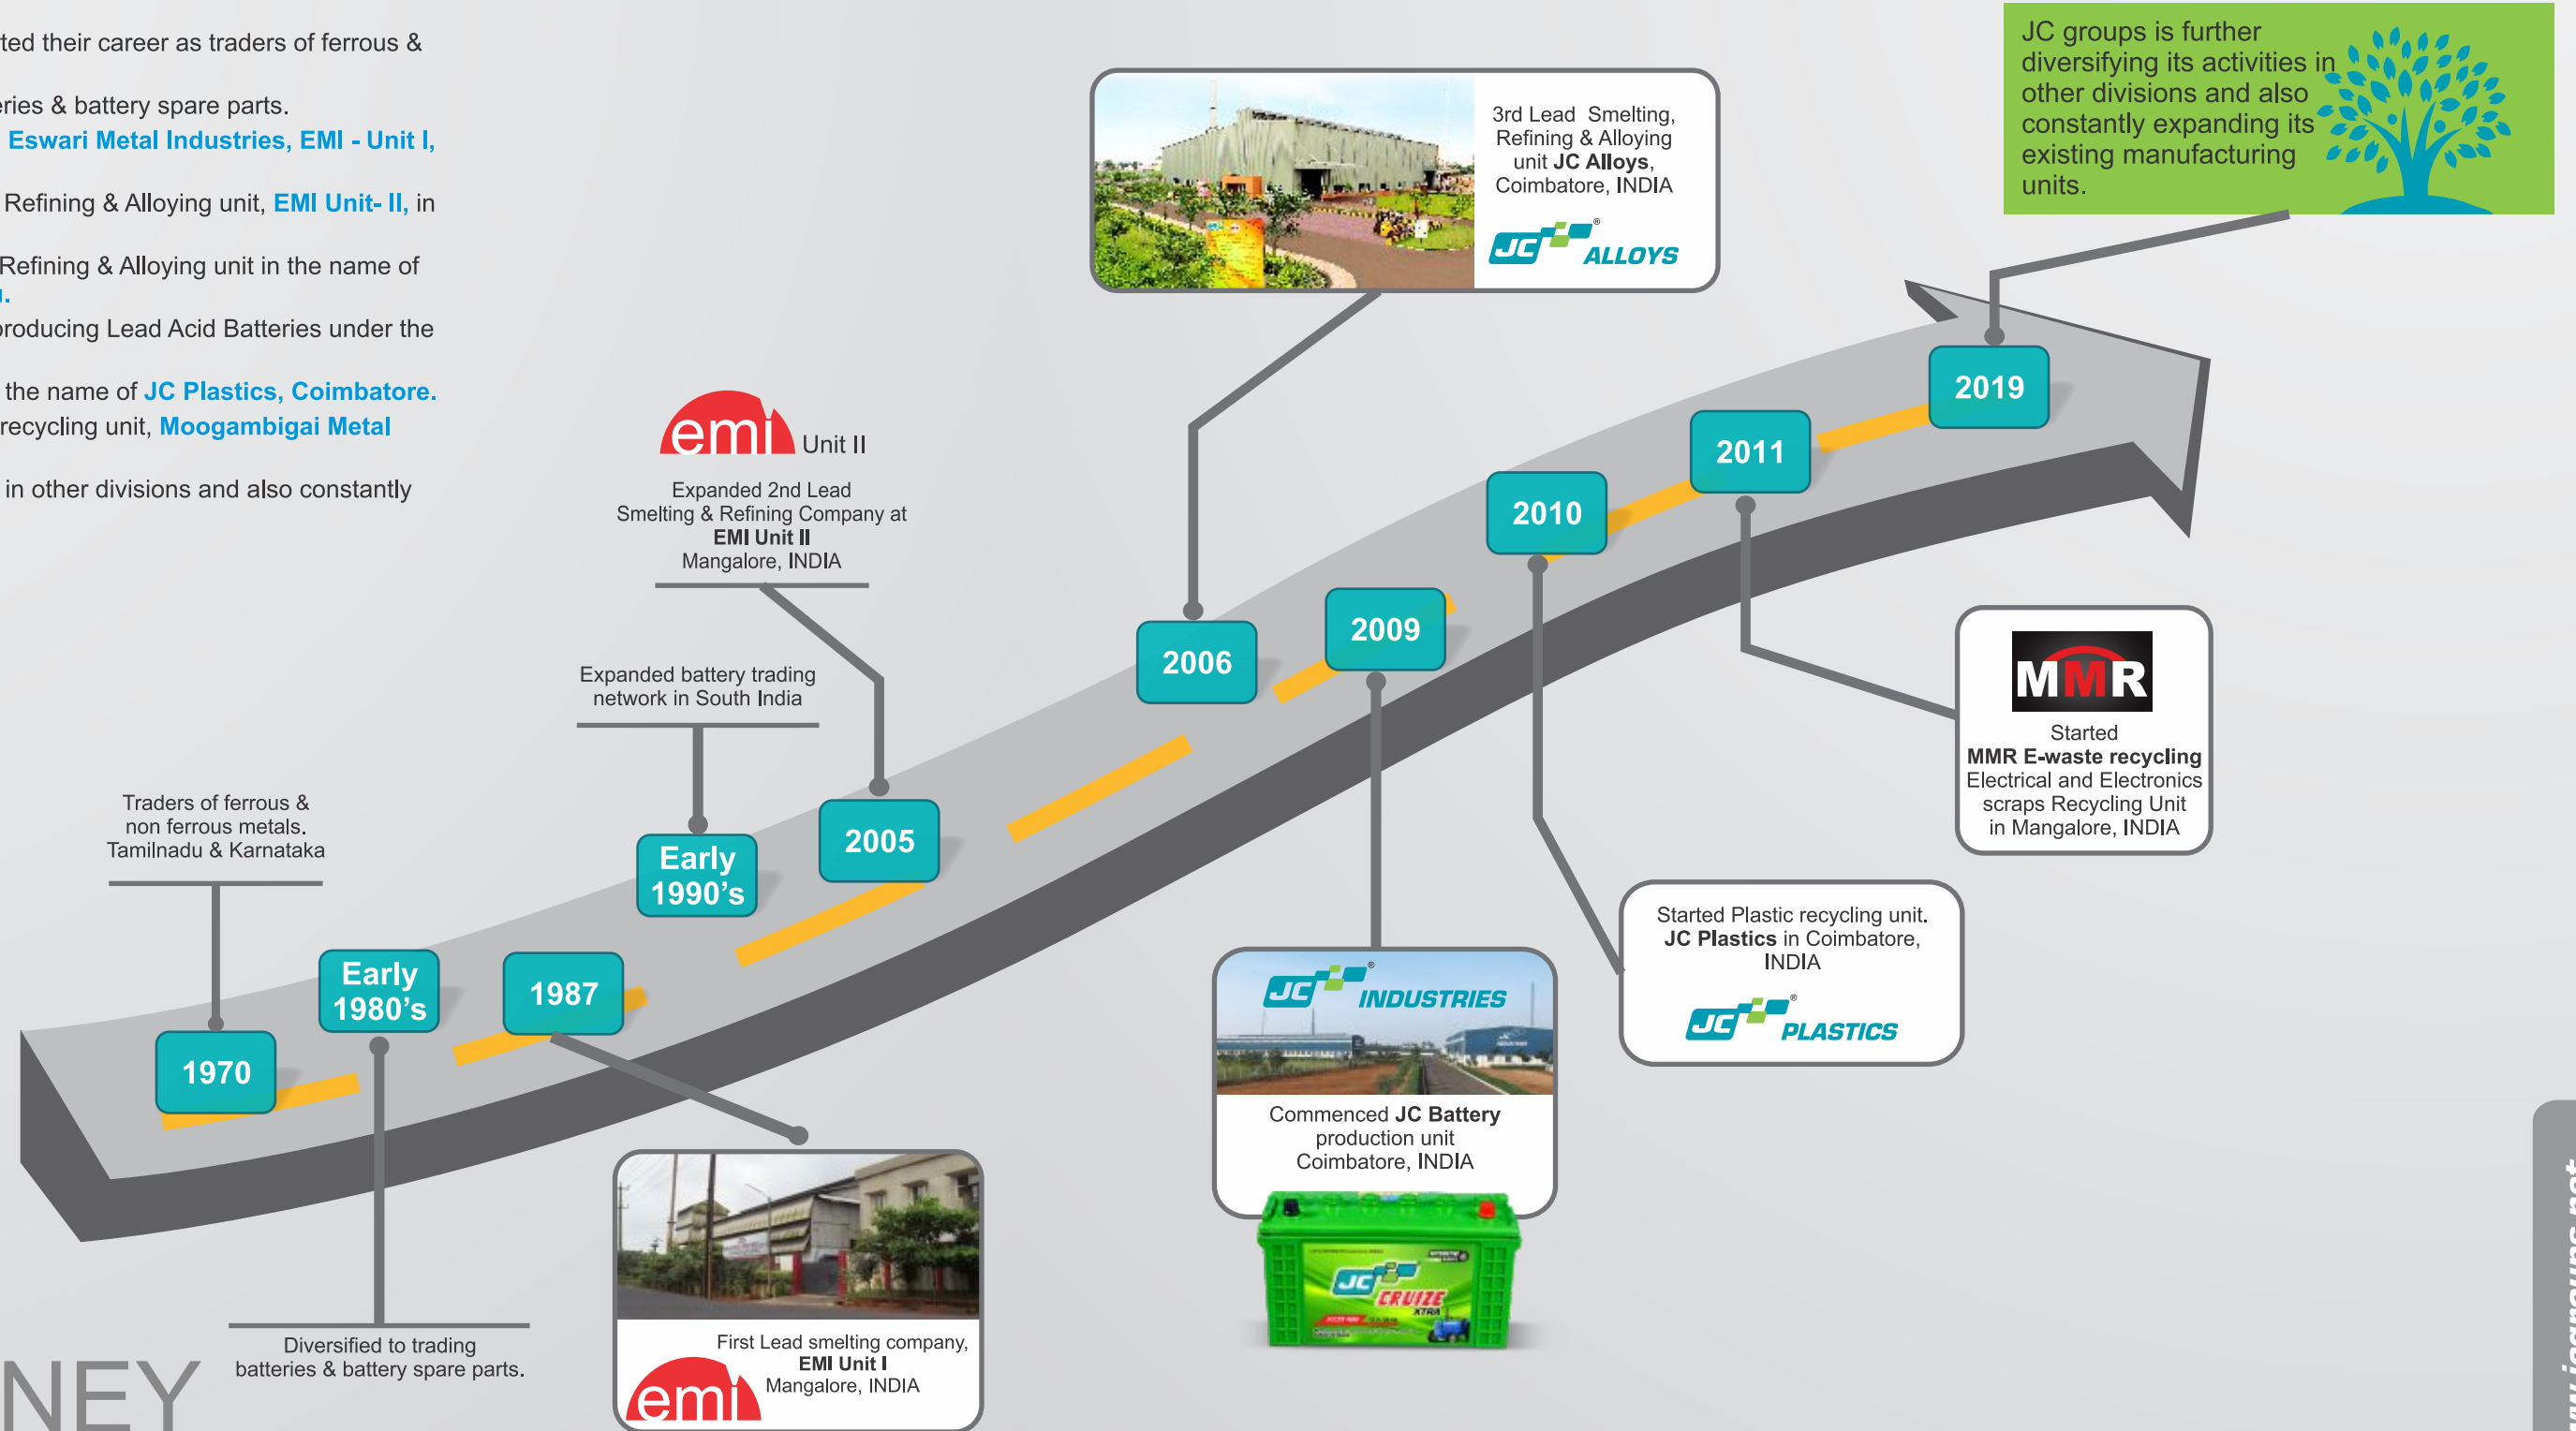 ted their career as traders of ferrous &
eries & battery spare parts.
Eswari Metal Industries, EMI - Unit I,
Refining & Alloying unit, EMI Unit- II, in
Refining & Alloying unit in the name of
producing Lead Acid Batteries under the
the name of JC Plastics, Coimbatore.
recycling unit, Moogambigai Metal
in other divisions and also constantly
JC groups is further
diversifying its activities in
other divisions and also
constantly expanding its
existing manufacturing
units.
3rd Lead Smelting,
Refining & Alloying
unit JC Alloys,
Coimbatore, INDIA
JC ®
ALLOYS
2019
2011
2010
2009
2006
emi Unit II
Expanded 2nd Lead
Smelting & Refining Company at
EMI Unit II
Mangalore, INDIA
Expanded battery trading
network in South India
2005
Early
1990's
Traders of ferrous &
non ferrous metals.
Tamilnadu & Karnataka
1970
Early
1980's
1987
MMR
Started
MMR E-waste recycling
Electrical and Electronics
scraps Recycling Unit
in Mangalore, INDIA
Started Plastic recycling unit.
JC Plastics in Coimbatore,
INDIA
JC ®
PLASTICS
JC ®
INDUSTRIES
Commenced JC Battery
production unit
Coimbatore, INDIA
JC
CRUIZE
XTRA
First Lead smelting company,
EMI Unit I
Mangalore, INDIA
emi
Diversified to trading
batteries & battery spare parts.
NEY